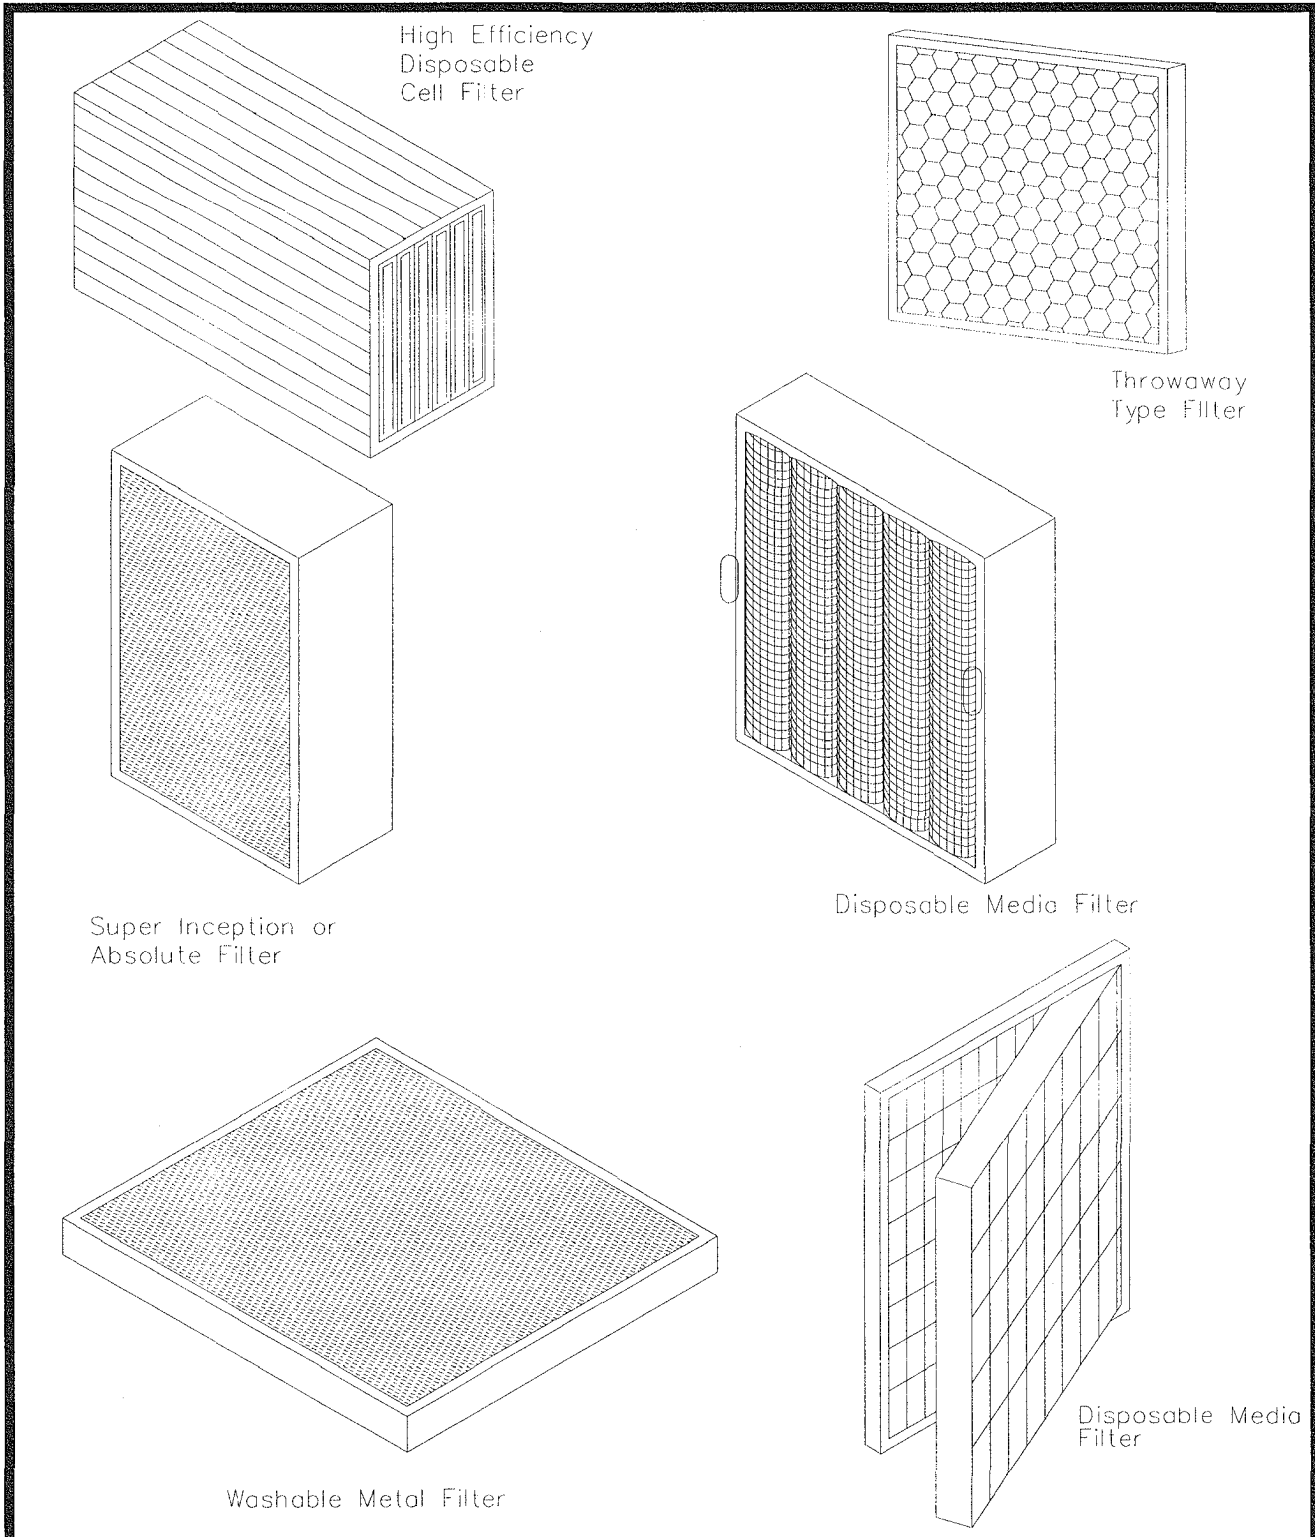 High Efficiency
Disposable
Cell Filter
Throwaway
Type Filter
Super Inception or
Absolute Filter
Disposable Media Filter
Washable Metal Filter
Disposable Media
Filter